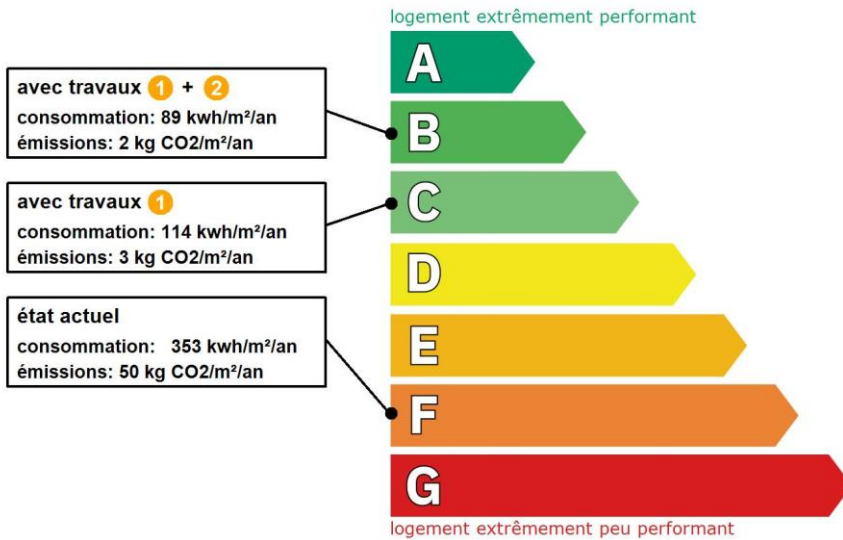 logement extrêmement performant
A
avec travaux 1 + 2
consommation: 89 kwh/m²/an
émissions: 2 kg CO2/m²/an
B
avec travaux 1
consommation: 114 kwh/m²/an
émissions: 3 kg CO2/m²/an
C
D
état actuel
consommation: 353 kwh/m²/an
émissions: 50 kg CO2/m²/an
E
F
G
logement extrêmement peu performant